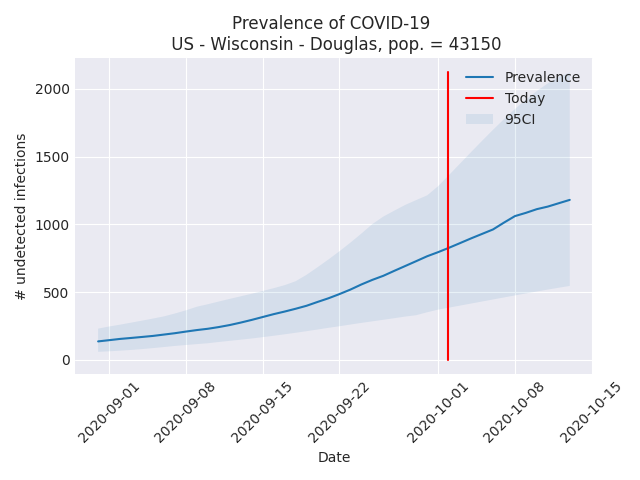 Prevalence of COVID-19
US - Wisconsin - Douglas, pop. = 43150
Prevalence
Today
95CI
# undetected infections
2000
1500
1000
500
0
2020-09-01
2020-09-08
2020-09-15
2020-09-22
2020-10-01
2020-10-08
2020-10-15
Date